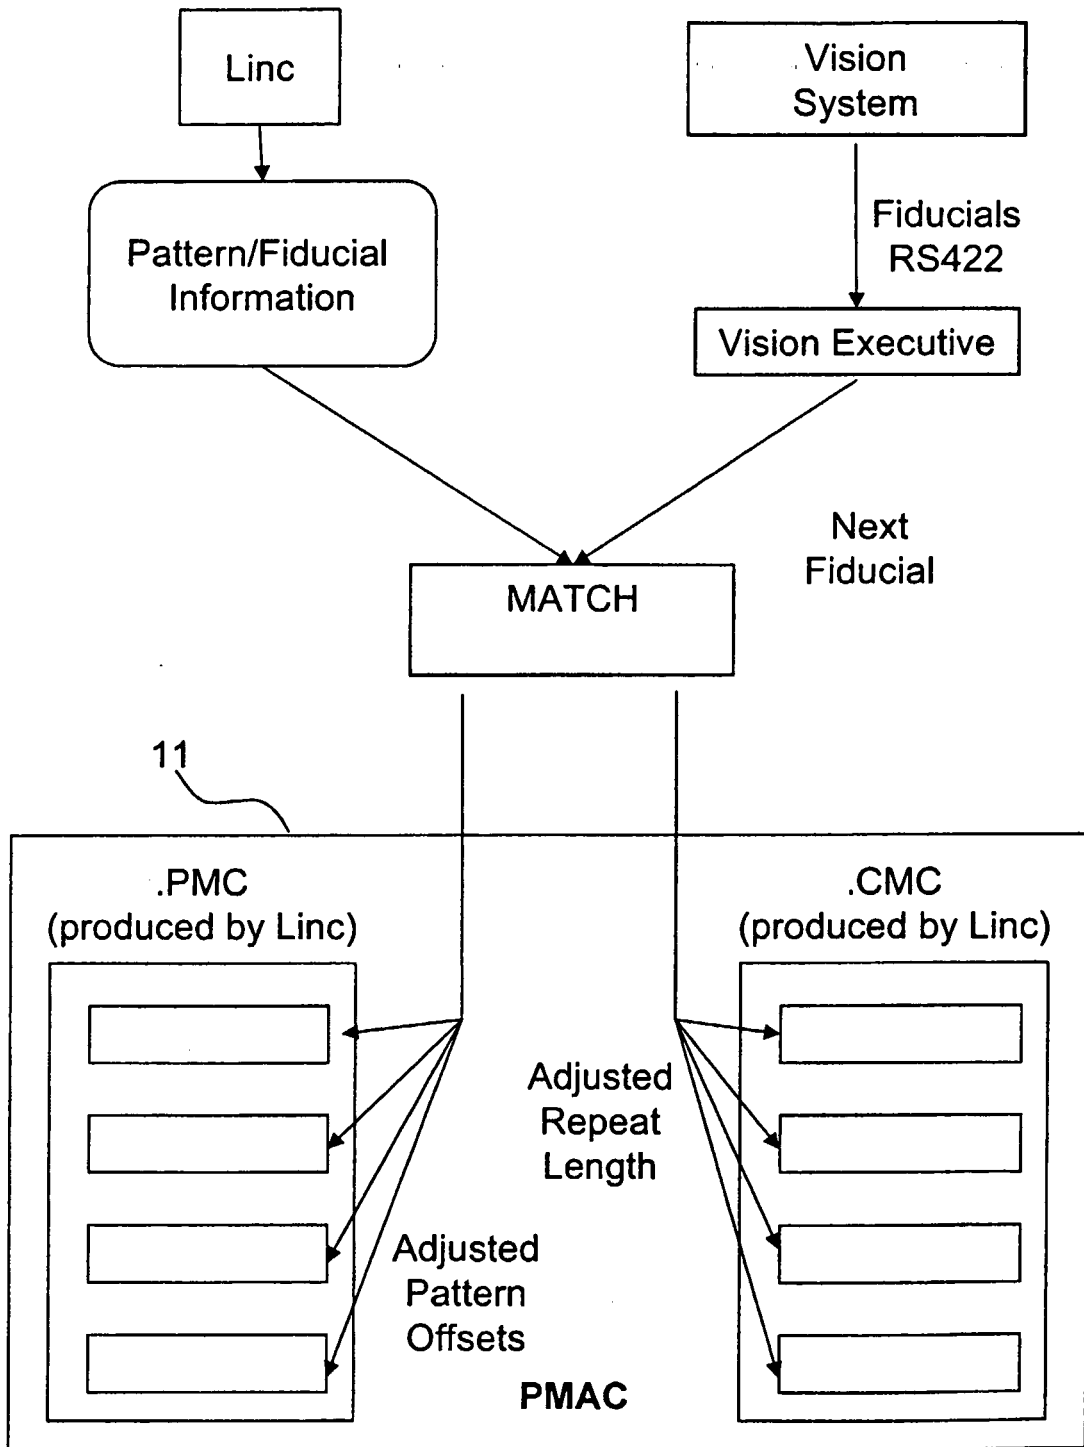 Linc
Vision
System
Pattern/Fiducial
Information
Fiducials
RS422
Vision Executive
Next
Fiducial
MATCH
11
.PMC
(produced by Linc)
.CMC
(produced by Linc)
Adjusted
Repeat
Length
Adjusted
Pattern
Offsets
PMAC